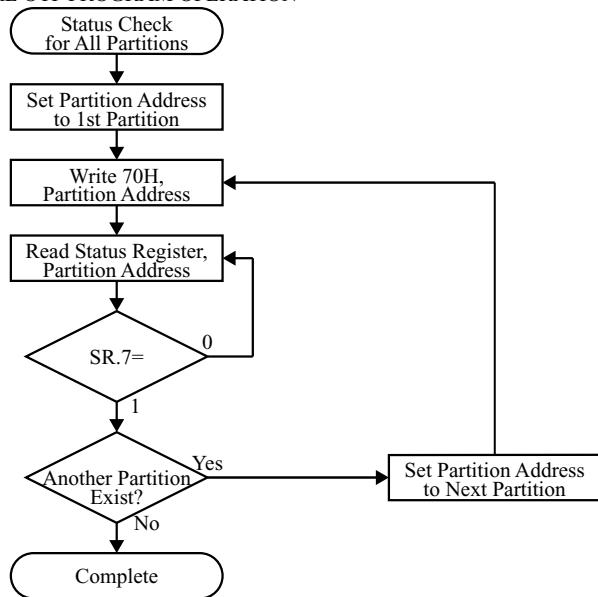 Status Check
for All Partitions
Set Partition Address
to 1st Partition
Write 70H,
Partition Address
Read Status Register,
Partition Address
SR.7=
0
1
Another Partition
Exist?
Yes
Set Partition Address
to Next Partition
No
Complete